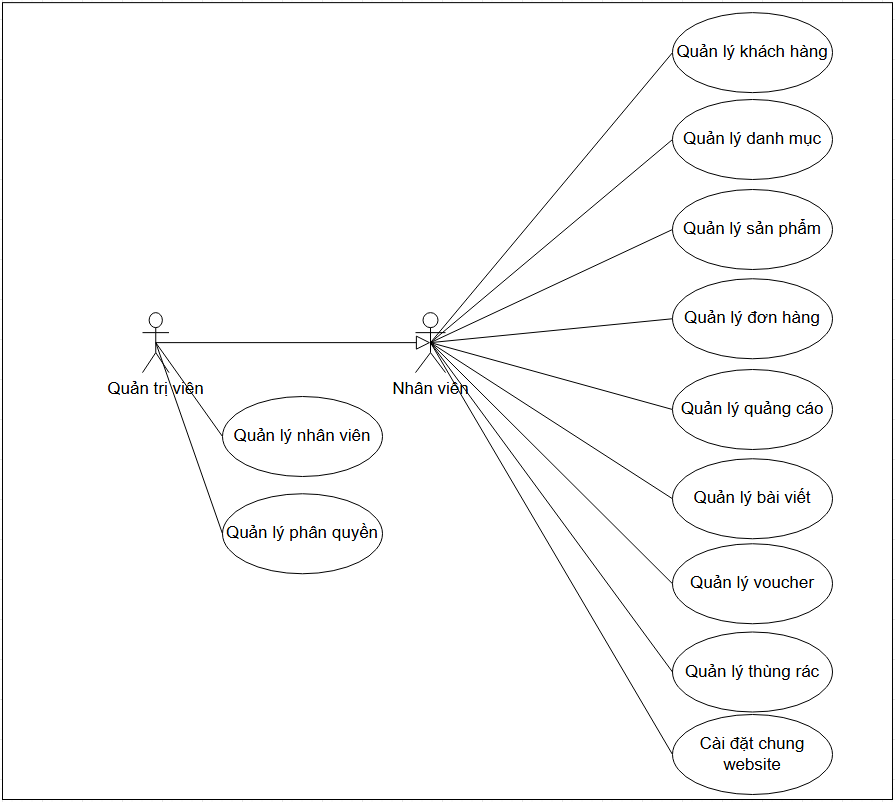 Quản lý khách hàng
Quản lý danh mục
Quản lý sản phẩm
Quản lý đơn hàng
Quản trị viên
Nhân viên
Quản lý quảng cáo
Quản lý nhân viên
Quản lý bài viết
Quản lý phân quyền
Quản lý voucher
Quản lý thùng rác
Cài đặt chung
website